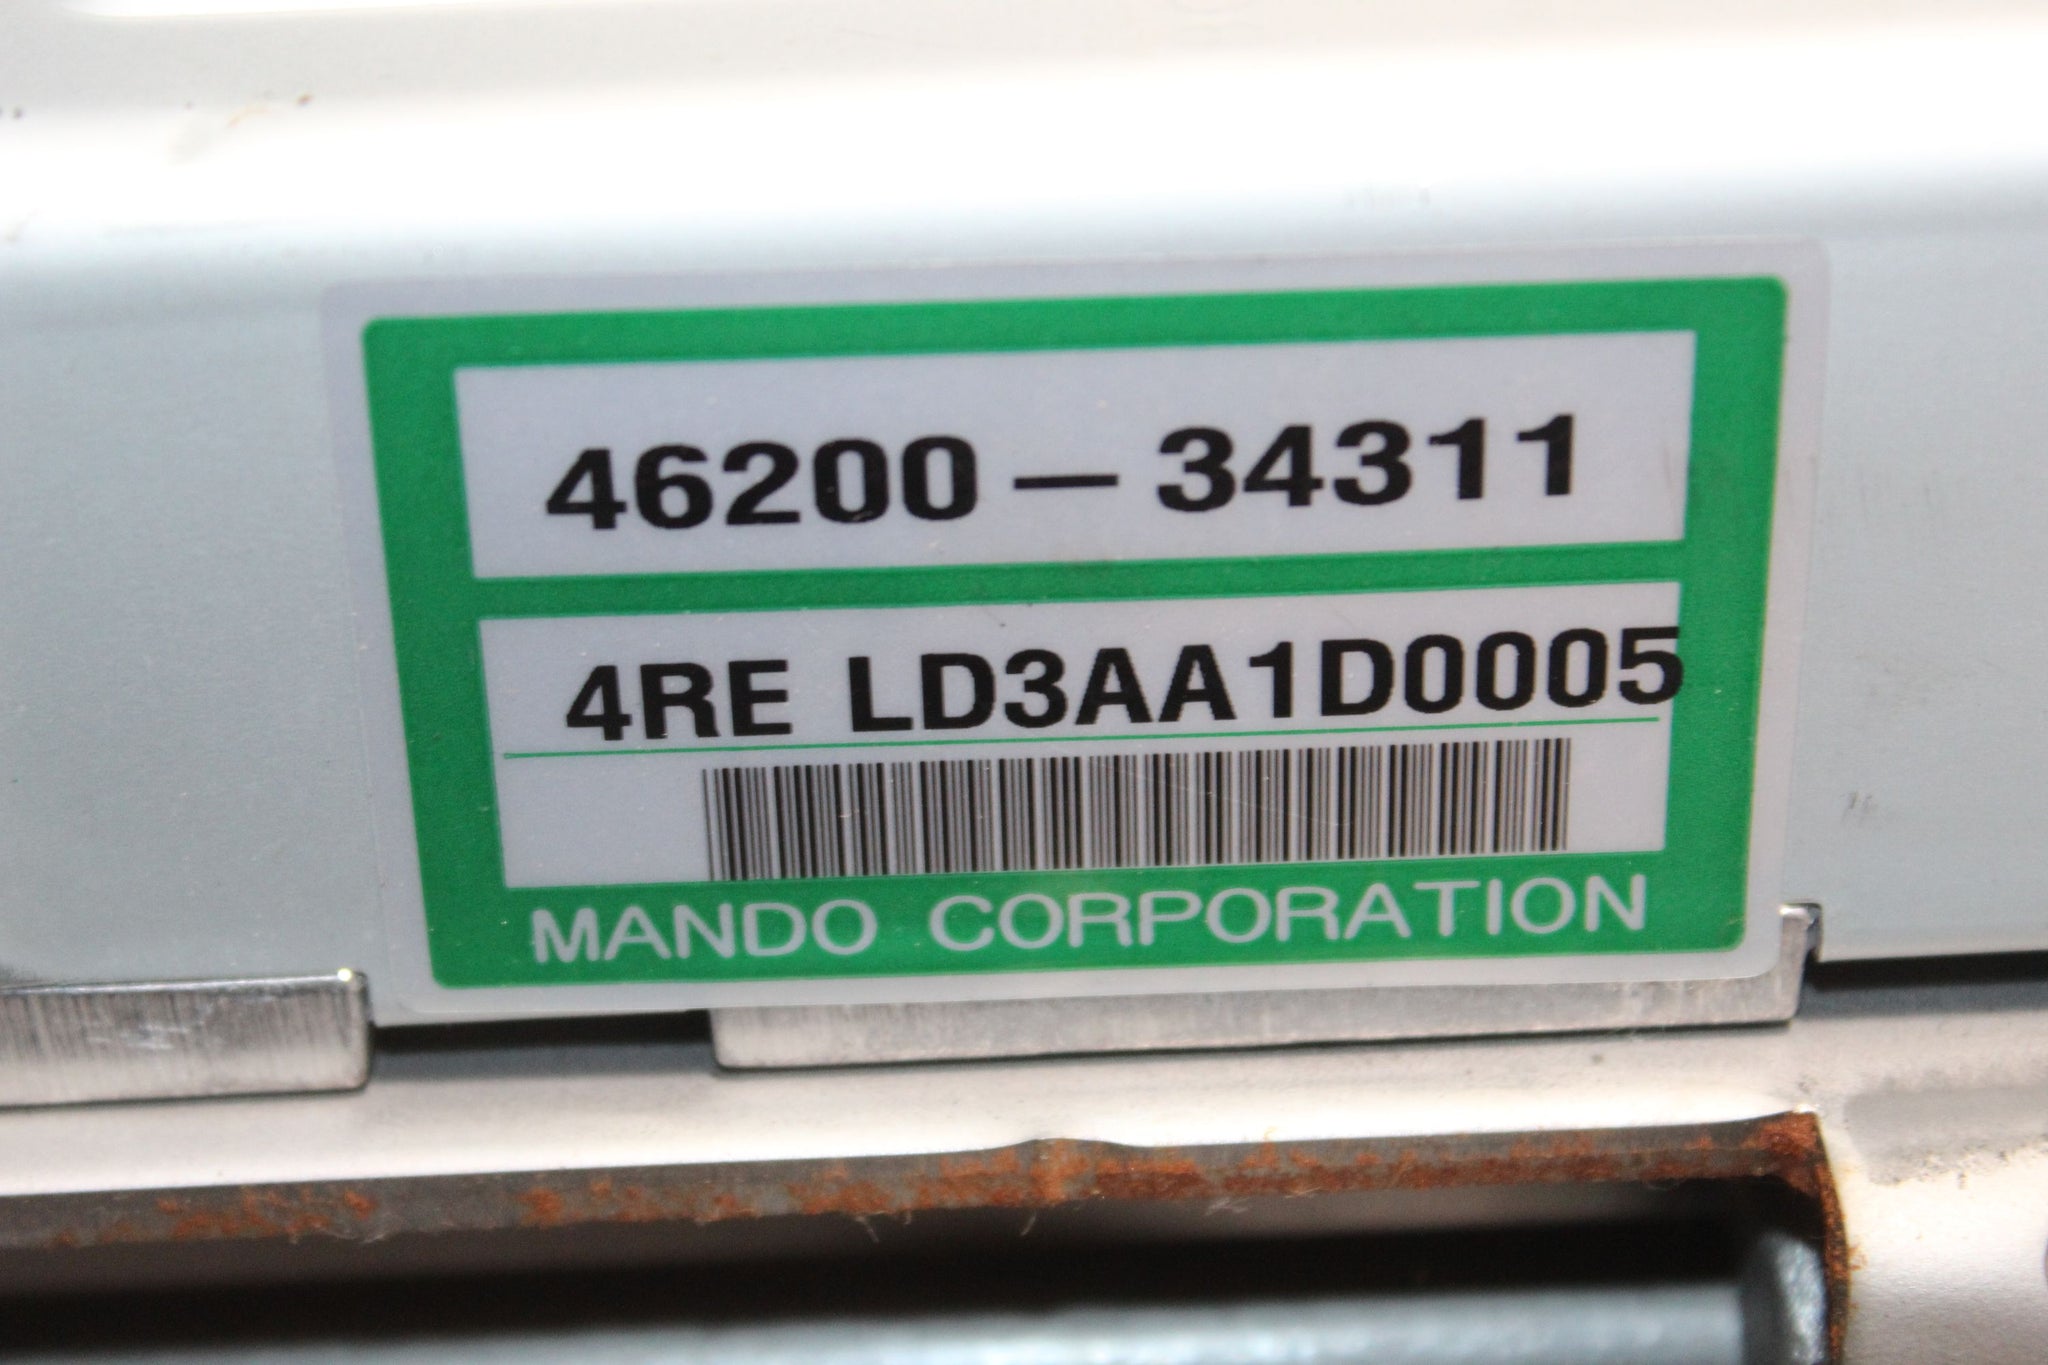 46200-34311
4RE LD3AA1D0005
MANDO CORPORATION